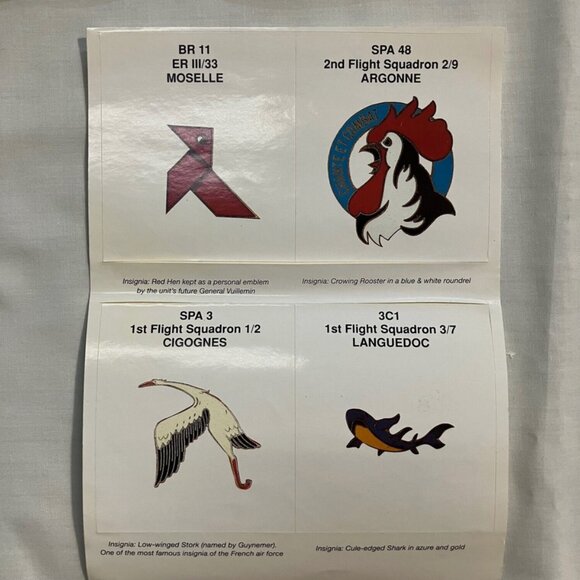 BR 11
ER III/33
MOSELLE
SPA 48
2nd Flight Squadron 2/9
ARGONNE
Insignia: Red Hen kept as a personal emblem
by the unit's future General Vuillemin
Insignia: Crowing Rooster in a blue & white roundrel
SPA 3
1st Flight Squadron 1/2
CIGOGNES
3C1
1st Flight Squadron 3/7
LANGUEDOC
Insignia: Low-winged Stork (named by Guynemer).
One of the most famous insignia of the French air force
Insignia: Cule-edged Shark in azure and gold